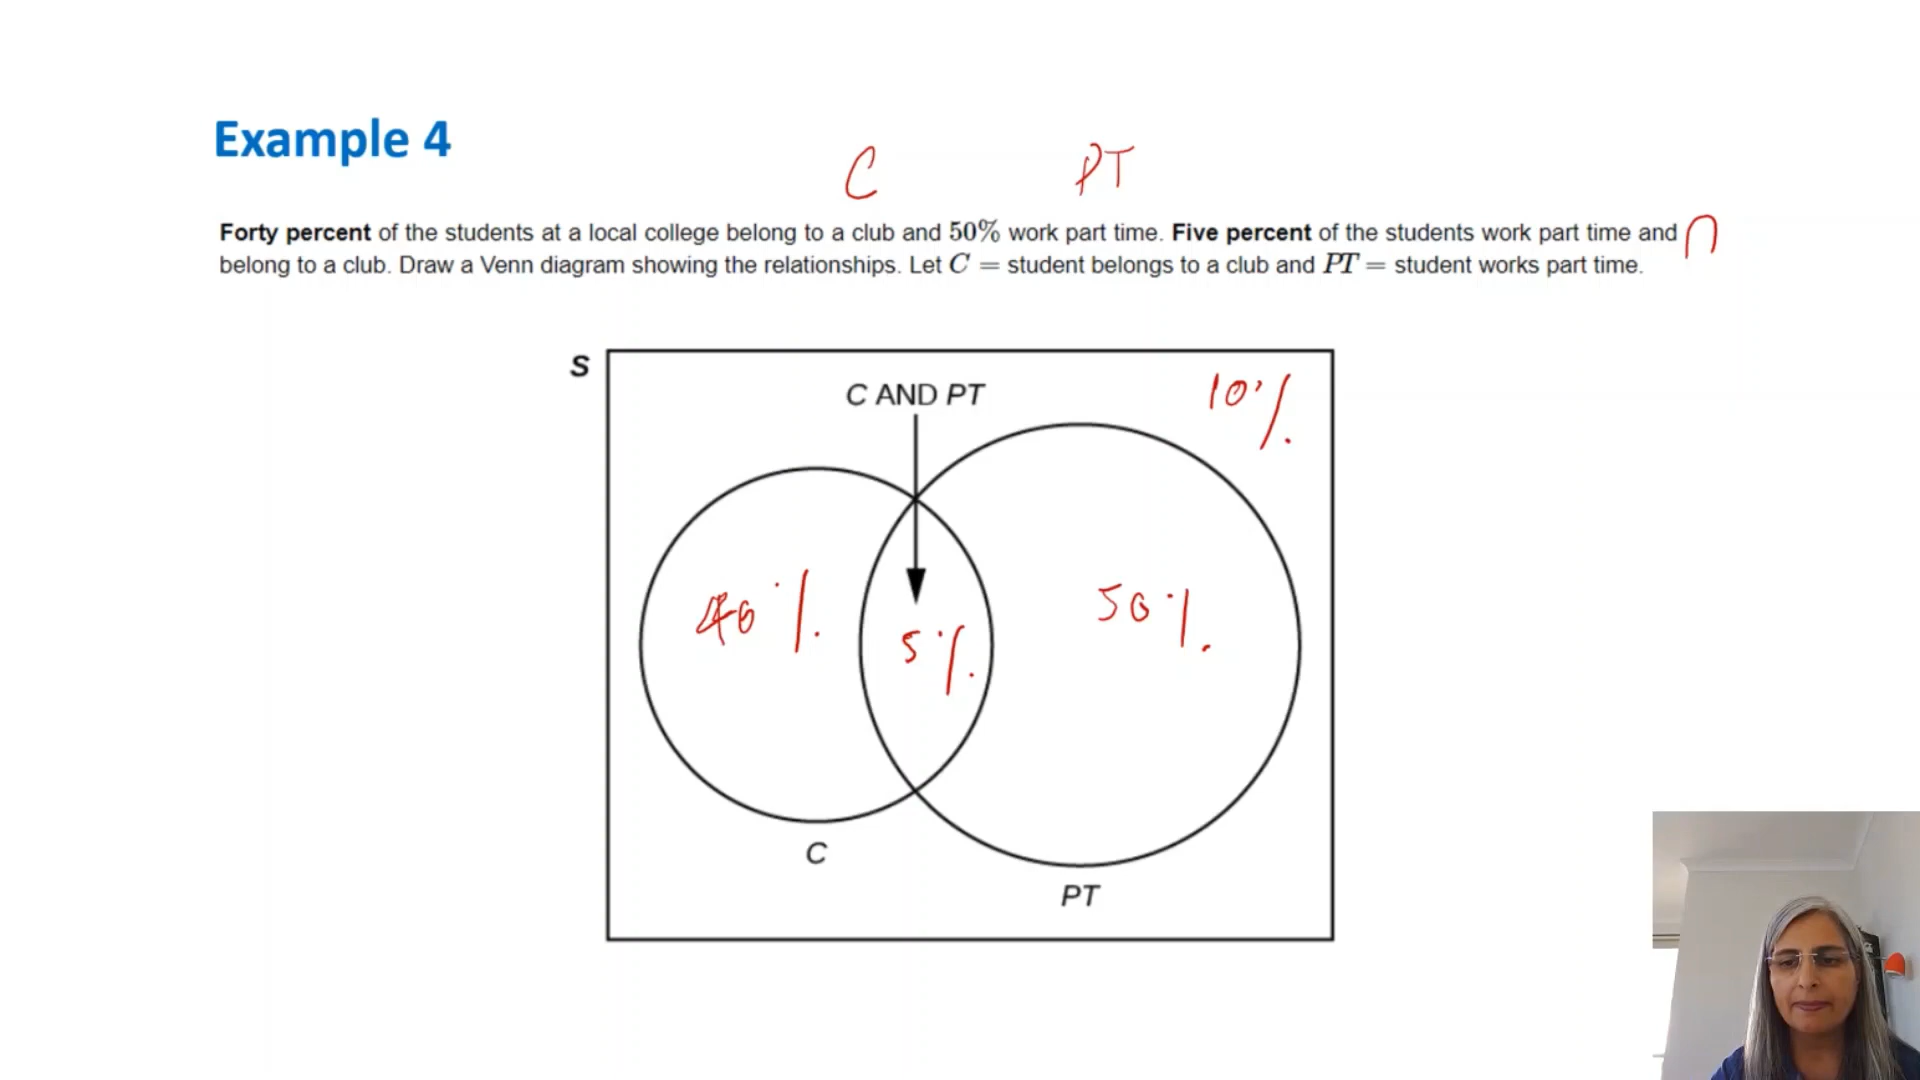 Example 4
C PT
Forty percent of the students at a local college belong to a club and 50% work part time. Five percent of the students work part time and ∩
belong to a club. Draw a Venn diagram showing the relationships. Let C = student belongs to a club and PT = student works part time.
S
C AND PT
10%
40% 5% 50%
C
PT